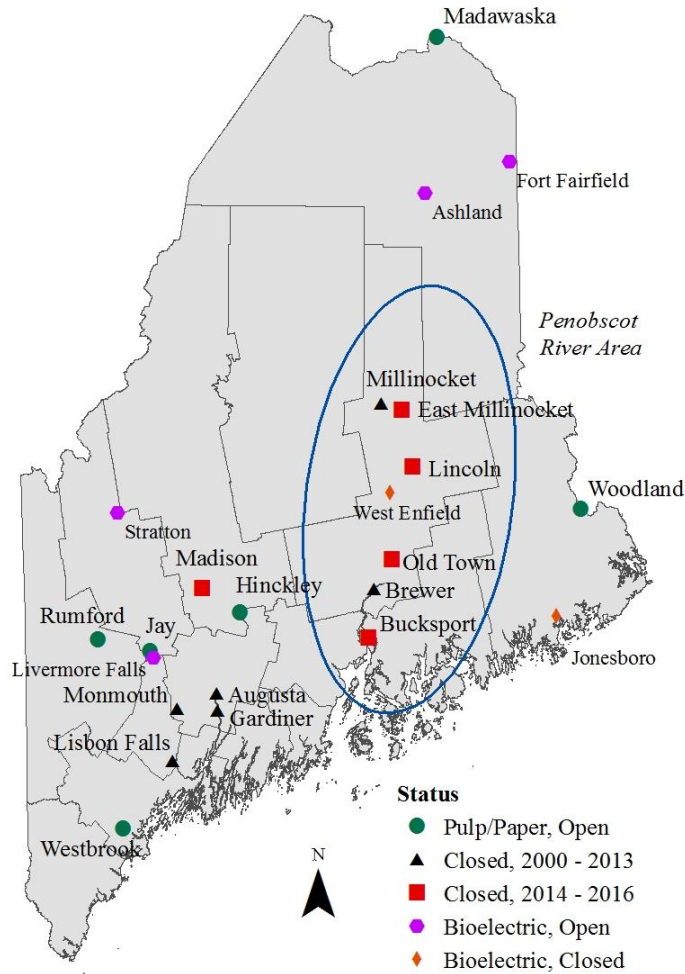 Madawaska
Fort Fairfield
Ashland
Penobscot
River Area
Millinocket
East Millinocket
Lincoln
Woodland
West Enfield
Stratton
Madison
Old Town
Hinckley
Brewer
Rumford
Jay
Bucksport
Livermore Falls
Jonesboro
Monmouth
Augusta
Gardiner
Lisbon Falls
Westbrook
N
Status
Pulp/Paper, Open
Closed, 2000 - 2013
Closed, 2014 - 2016
Bioelectric, Open
Bioelectric, Closed